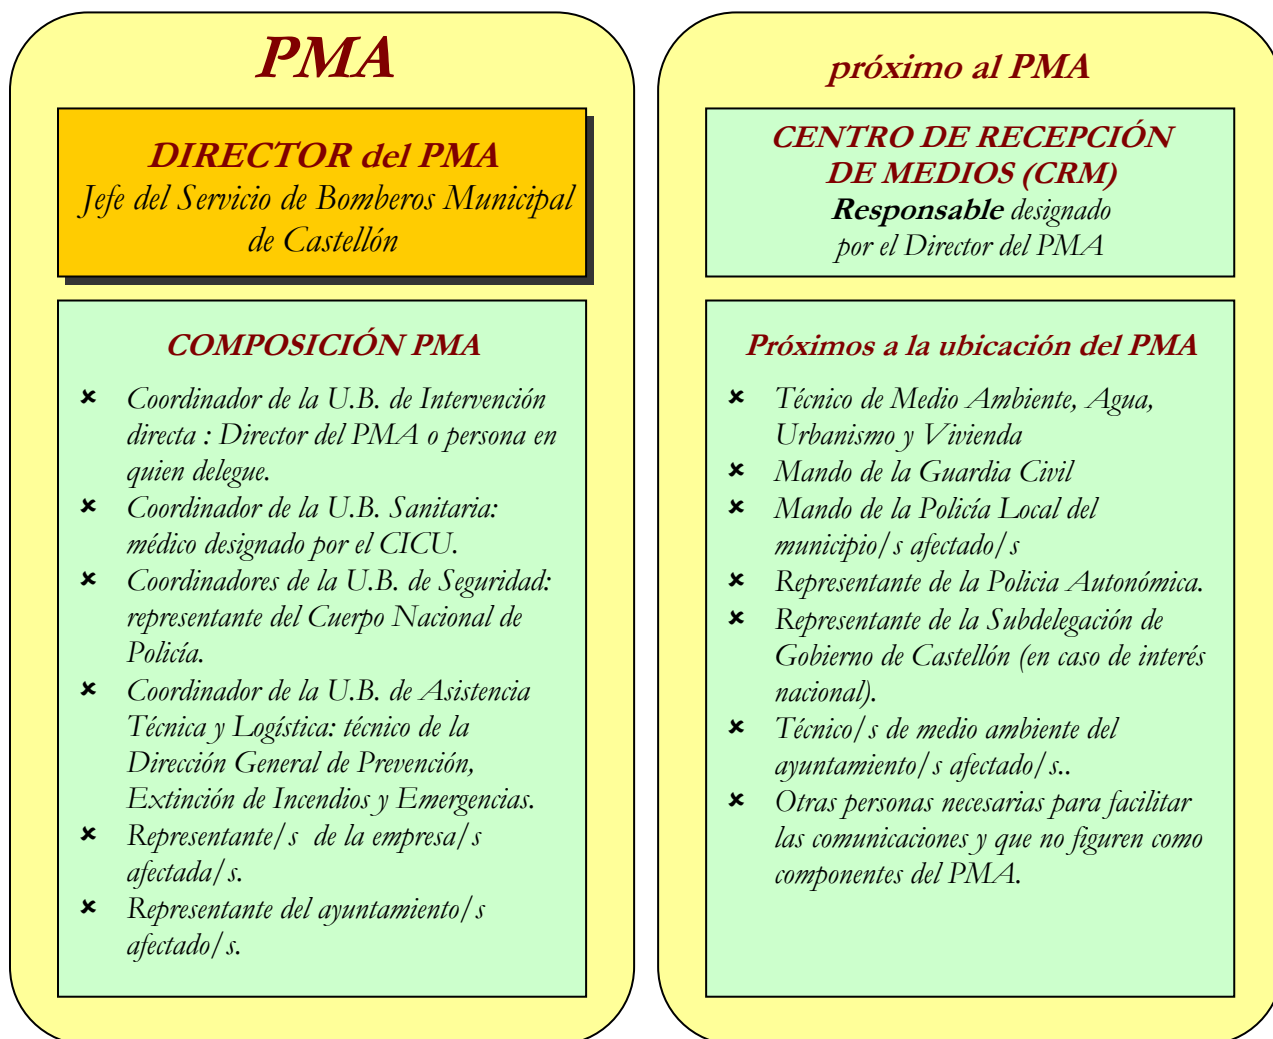 PMA
DIRECTOR del PMA
Jefe del Servicio de Bomberos Municipal
de Castellón
COMPOSICIÓN PMA
Coordinador de la U.B. de Intervención
directa : Director del PMA o persona en
quien delegue.
Coordinador de la U.B. Sanitaria:
médico designado por el CICU.
Coordinadores de la U.B. de Seguridad:
representante del Cuerpo Nacional de
Policía.
Coordinador de la U.B. de Asistencia
Técnica y Logística: técnico de la
Dirección General de Prevención,
Extinción de Incendios y Emergencias.
Representante/s de la empresa/s
afectada/s.
Representante del ayuntamiento/s
afectado/s.
próximo al PMA
CENTRO DE RECEPCIÓN
DE MEDIOS (CRM)
Responsable designado
por el Director del PMA
Próximos a la ubicación del PMA
Técnico de Medio Ambiente, Agua,
Urbanismo y Vivienda
Mando de la Guardia Civil
Mando de la Policía Local del
municipio/s afectado/s
Representante de la Policia Autonómica.
Representante de la Subdelegación de
Gobierno de Castellón (en caso de interés
nacional).
Técnico/s de medio ambiente del
ayuntamiento/s afectado/s..
Otras personas necesarias para facilitar
las comunicaciones y que no figuren como
componentes del PMA.